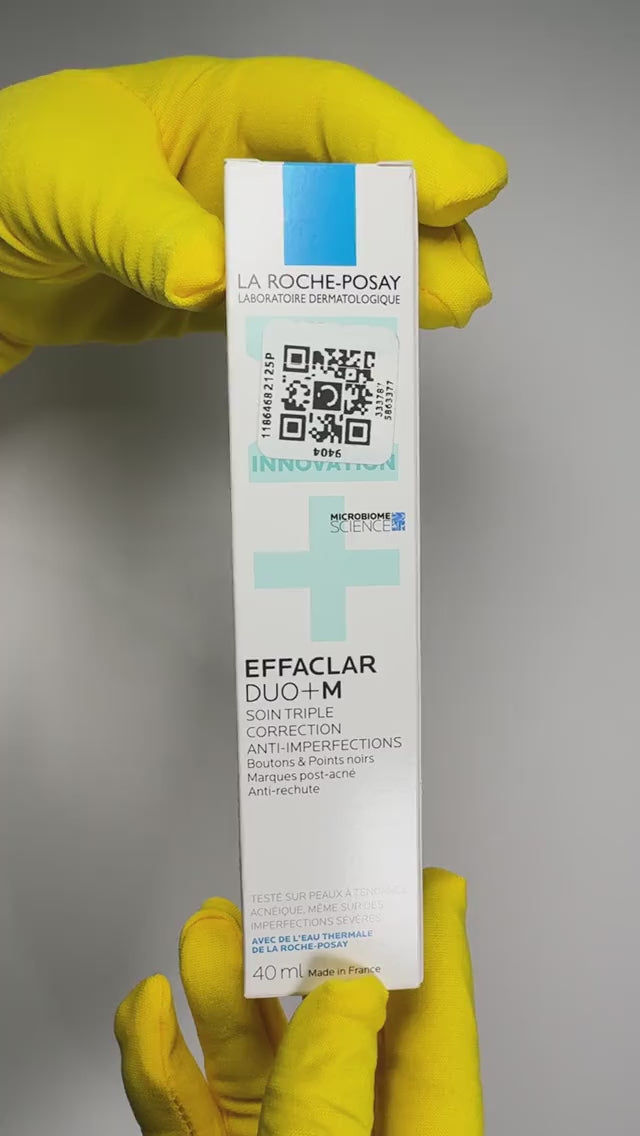 LA ROCHE-POSAY
LABORATOIRE DERMATOLOGIQUE
11864682125P
5863377
9404
INNOVATION
MICROBIOME
SCIENCE
EFFACLAR
DUO+M
SOIN TRIPLE
CORRECTION
ANTI-IMPERFECTIONS
Boutons & Points noirs
Marques post-acné
Anti-rechute
TESTÉ SUR PEAUX À TENDANCE
ACNÉIQUE, MÊME SUR DES
IMPERFECTIONS SÉVÈRES
AVEC DE L'EAU THERMALE
DE LA ROCHE-POSAY
40 ml Made in France